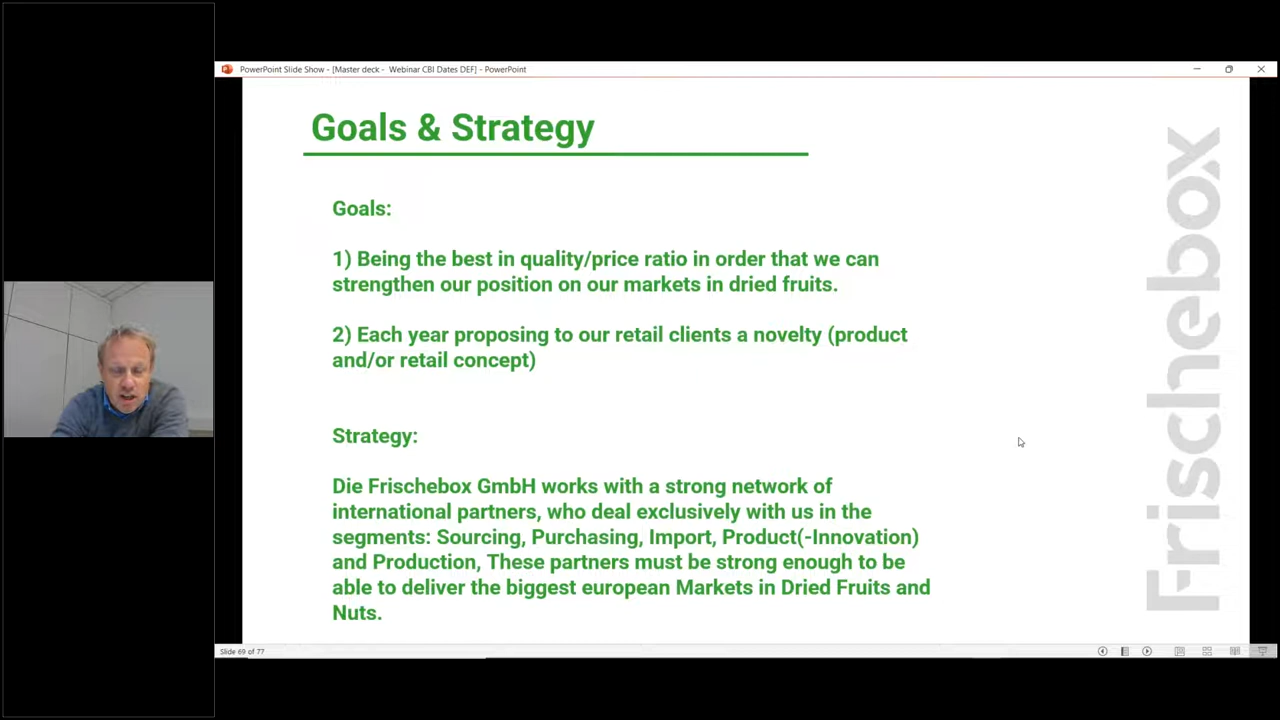 PowerPoint Slide Show - [Master deck - Webinar CBI Dates DEF] - PowerPoint
Goals & Strategy
Goals:
1) Being the best in quality/price ratio in order that we can
strengthen our position on our markets in dried fruits.
2) Each year proposing to our retail clients a novelty (product
and/or retail concept)
Strategy:
Die Frischebox GmbH works with a strong network of
international partners, who deal exclusively with us in the
segments: Sourcing, Purchasing, Import, Product(-Innovation)
and Production, These partners must be strong enough to be
able to deliver the biggest european Markets in Dried Fruits and
Nuts.
Frischebox
Slide 69 of 77